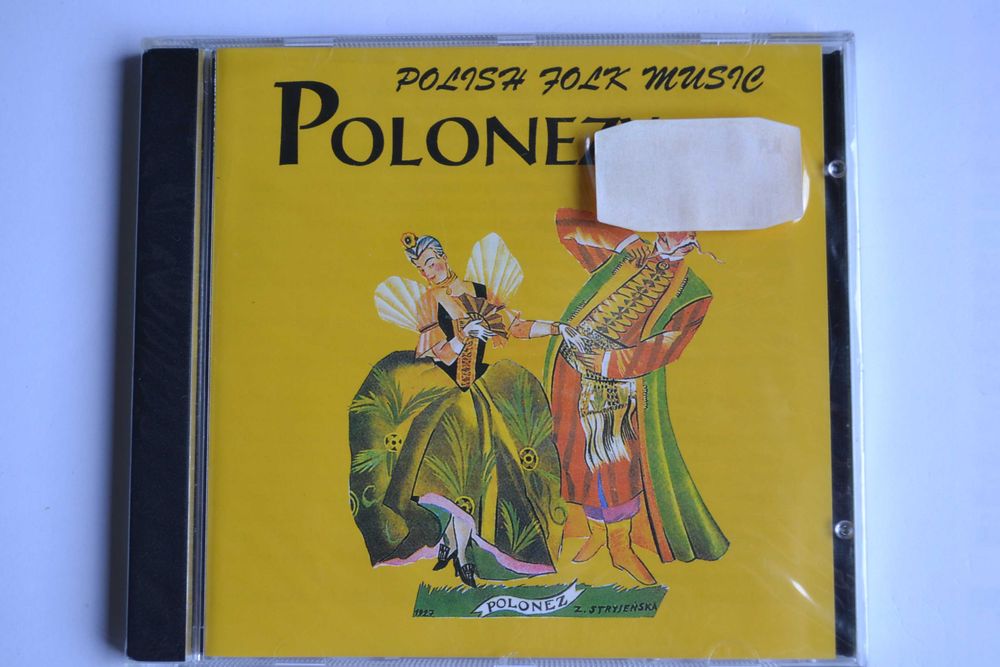 POLISH FOLK MUSIC
POLONEZ
1927
POLONEZ
Z. STRYJEŃSKA